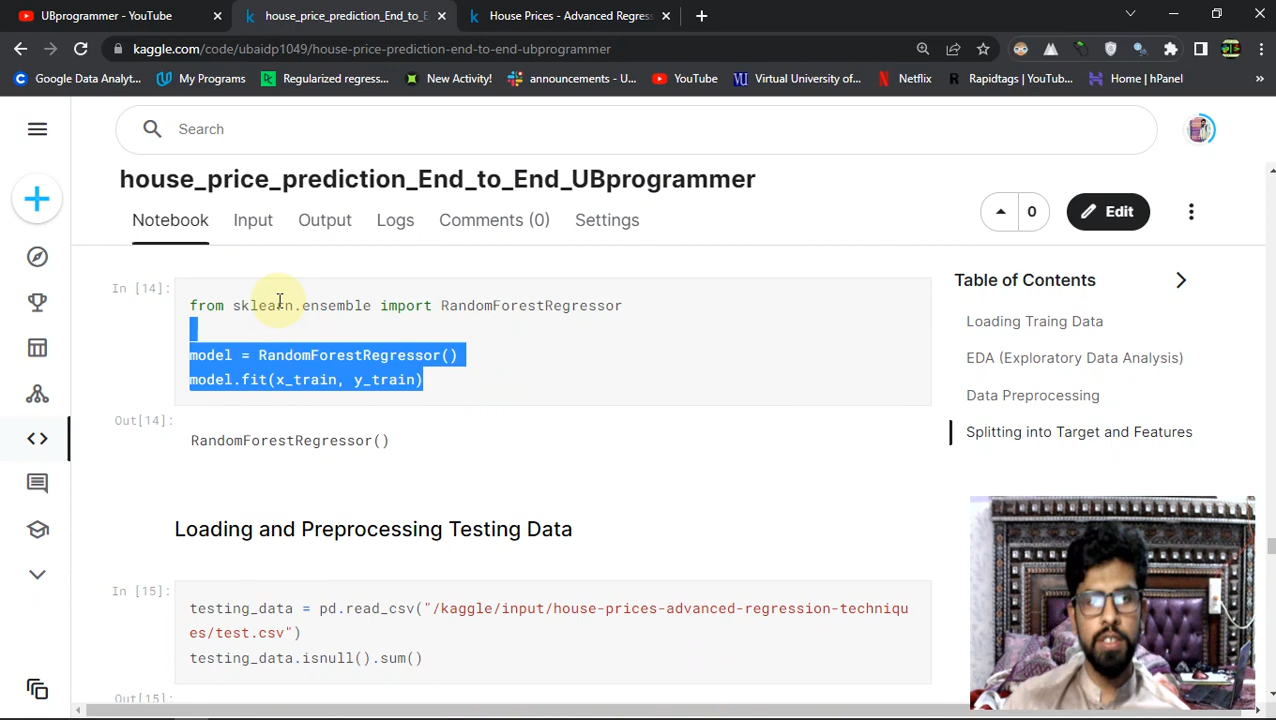 UBprogrammer - YouTube
house_price_prediction_End_to_E
House Prices - Advanced Regres
kaggle.com/code/ubaidp1049/house-price-prediction-end-to-end-ubprogrammer
Google Data Analyt...
My Programs
Regularized regress...
New Activity!
announcements - U...
YouTube
Virtual University of...
Netflix
Rapidtags | YouTub...
Home | hPanel
»
Search
house_price_prediction_End_to_End_UBprogrammer
Notebook
Input
Output
Logs
Comments (0)
Settings
0
Edit
In [14]:
from sklearn.ensemble import RandomForestRegressor
model = RandomForestRegressor()
model.fit(x_train, y_train)
Out[14]:
RandomForestRegressor()
Loading and Preprocessing Testing Data
In [15]:
testing_data = pd.read_csv("/kaggle/input/house-prices-advanced-regression-techniqu
es/test.csv")
testing_data.isnull().sum()
Out[15]:
Table of Contents
Loading Traing Data
EDA (Exploratory Data Analysis)
Data Preprocessing
Splitting into Target and Features